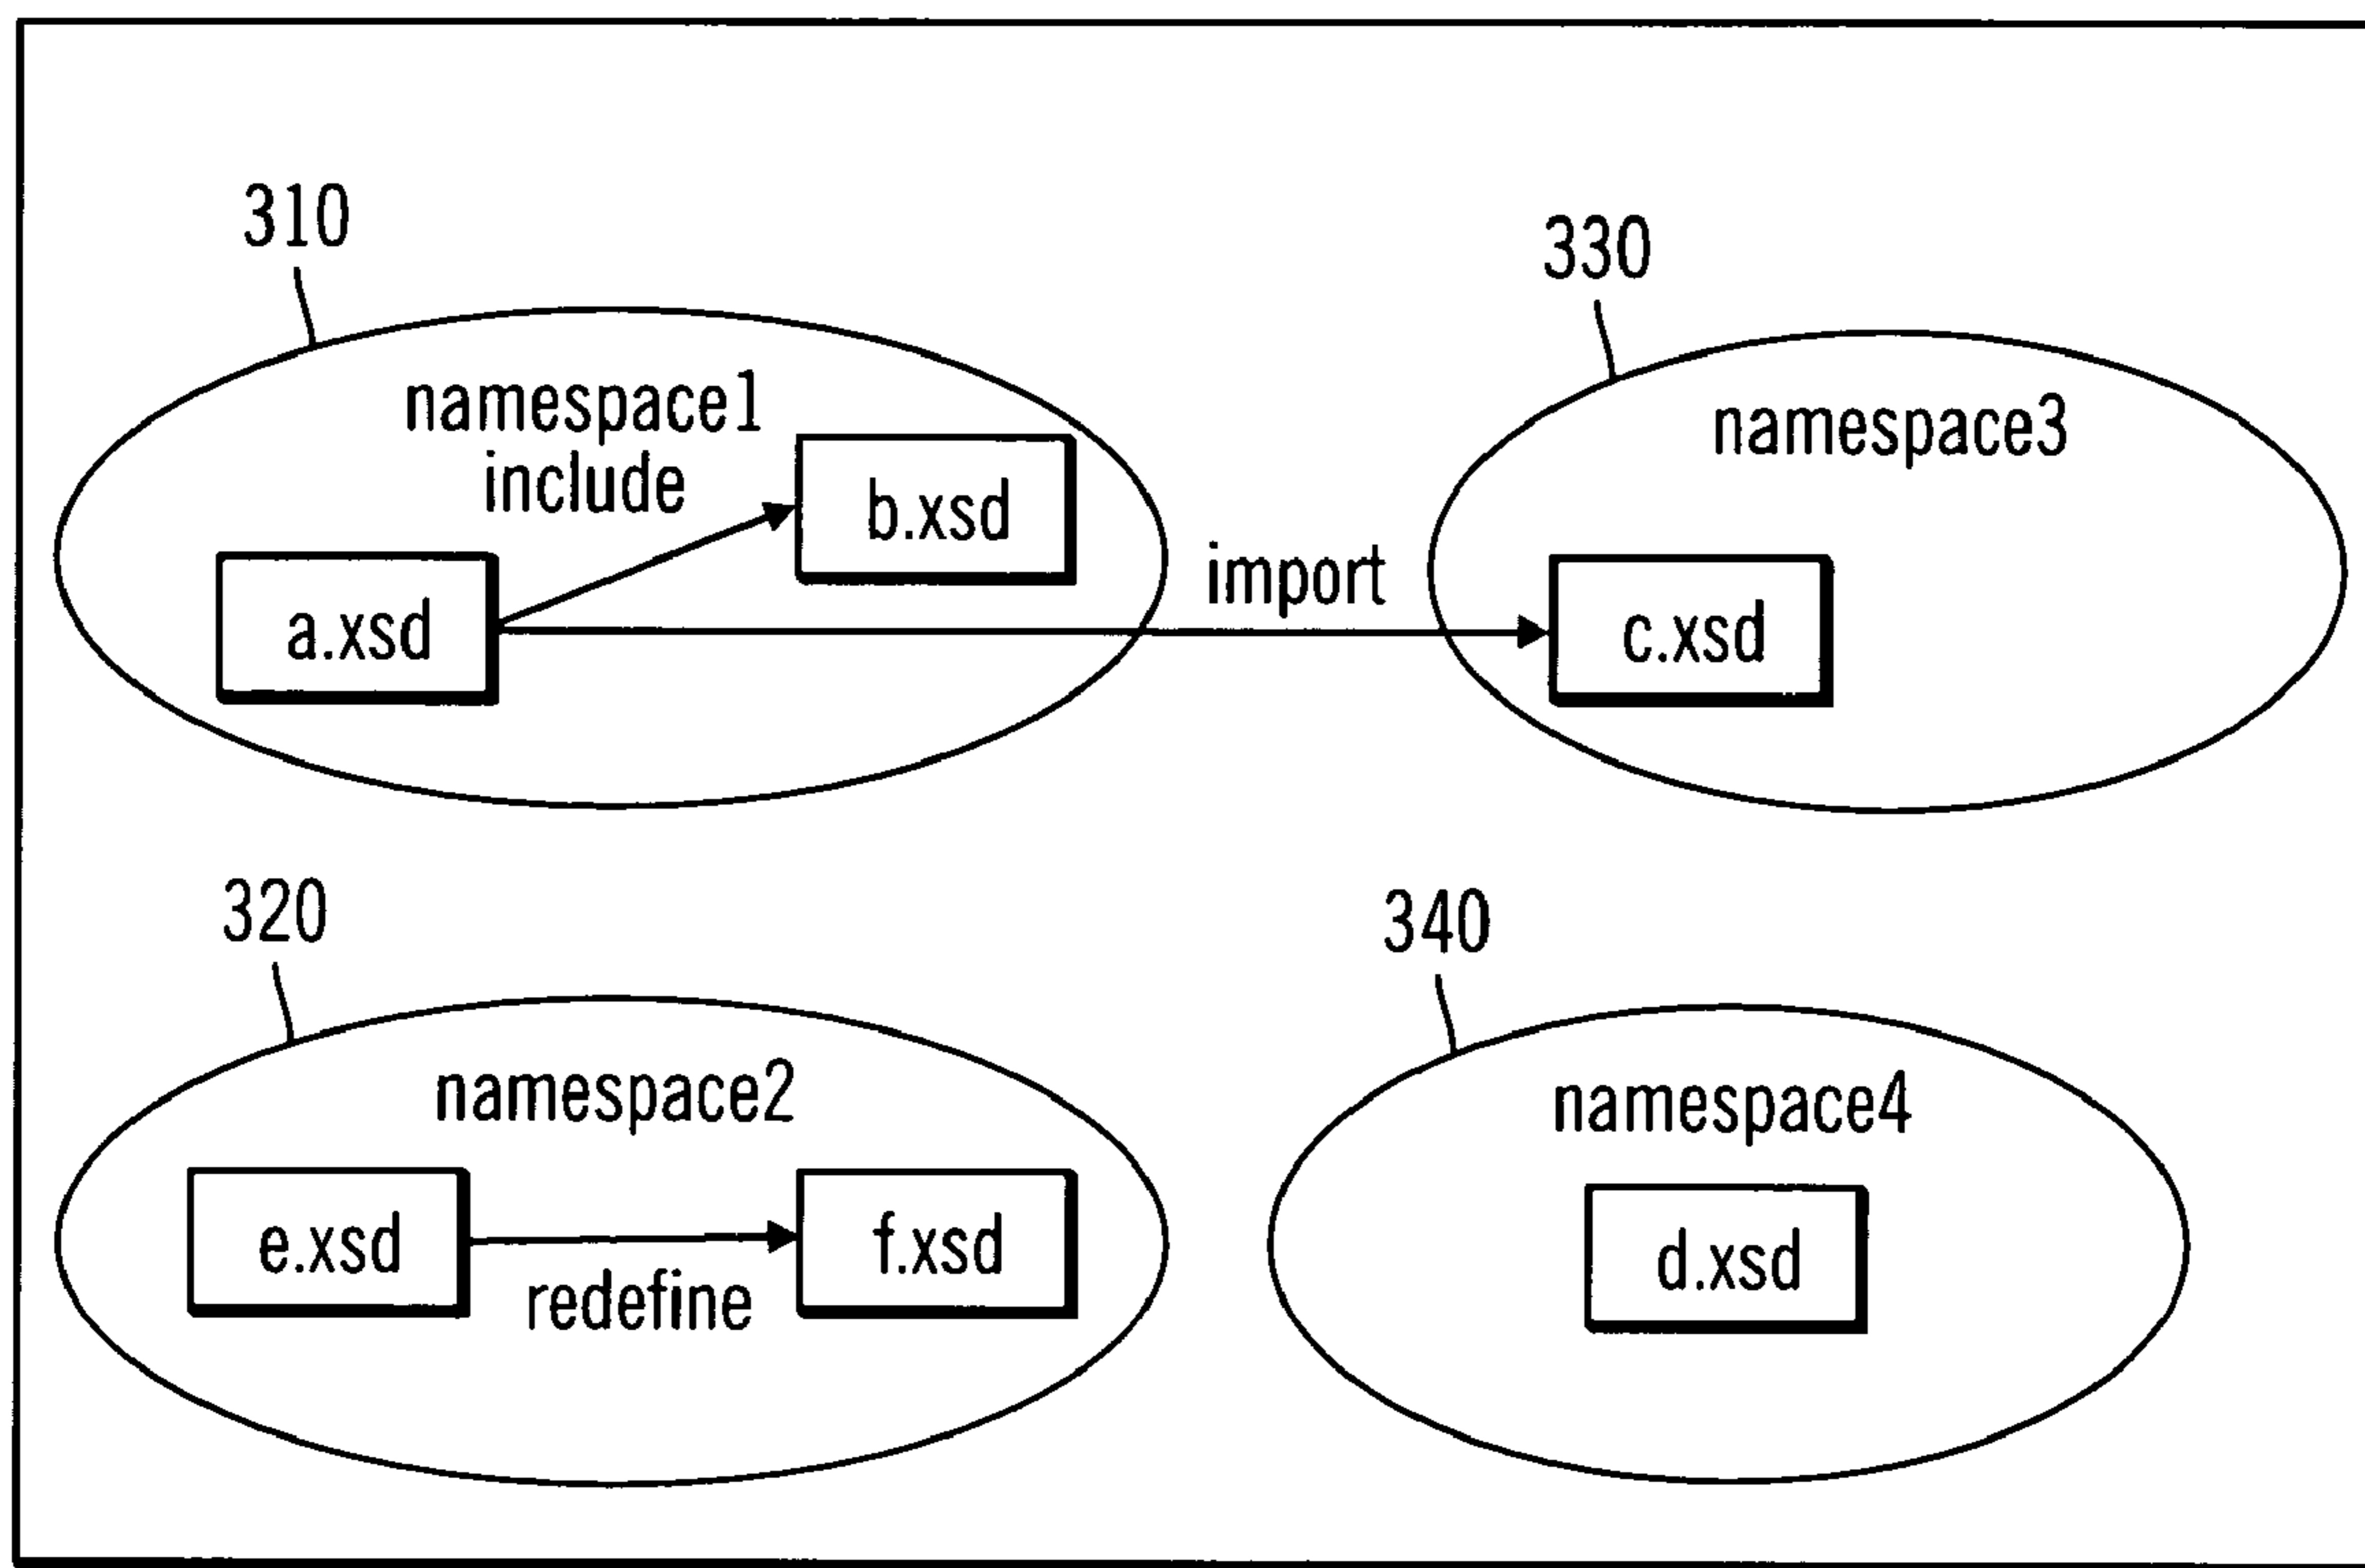 310
namespace1
include
a.xsd
b.xsd
import
330
namespace3
c.xsd
320
namespace2
e.xsd
redefine
f.xsd
340
namespace4
d.xsd